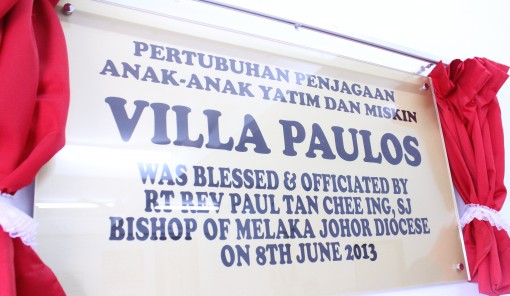 PERTUBUHAN PENJAGAAN
ANAK-ANAK YATIM DAN MISKIN
VILLA PAULOS
WAS BLESSED & OFFICIATED BY
RT REV PAUL TAN CHEE ING, SJ
BISHOP OF MELAKA JOHOR DIOCESE
ON 8TH JUNE 2013